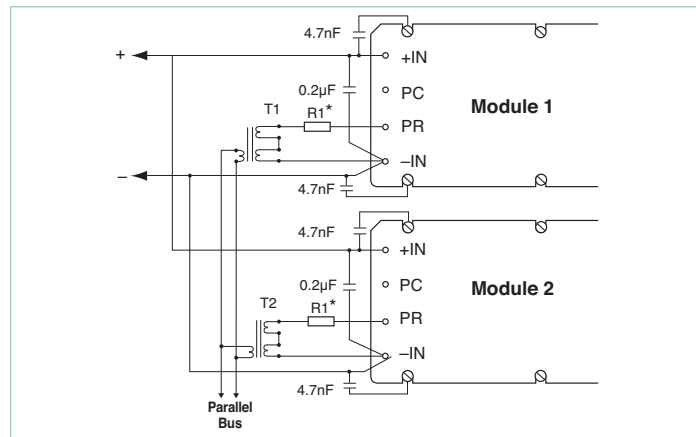 4.7nF
+
+IN
0.2µF
PC
Module 1
T1
R1*
PR
–IN
–
4.7nF
4.7nF
+IN
0.2µF
PC
Module 2
T2
R1*
PR
–IN
4.7nF
Parallel
Bus